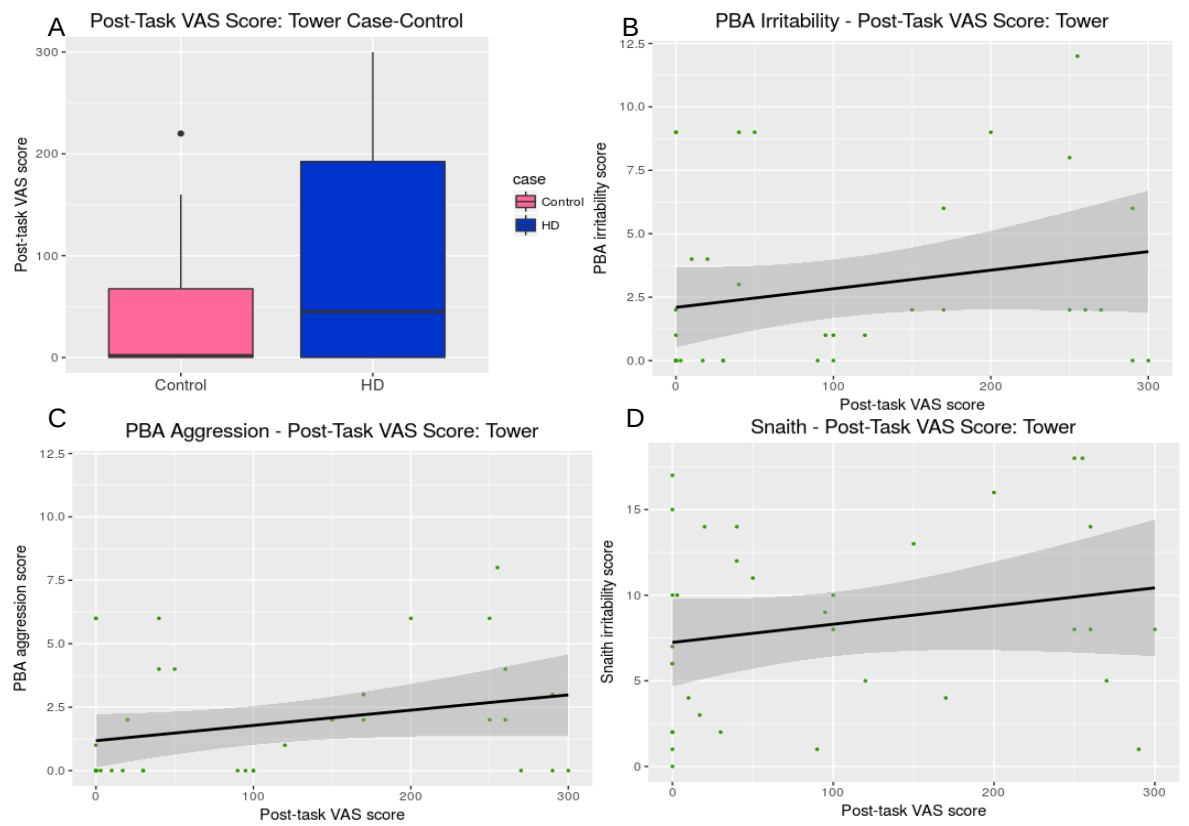 A
Post-Task VAS Score: Tower Case-Control
Post-task VAS score
300
200
100
0
Control
HD
case
Control
HD
B
PBA Irritability - Post-Task VAS Score: Tower
PBA irritability score
12.5
10.0
7.5
5.0
2.5
0.0
0
100
200
300
Post-task VAS score
C
PBA Aggression - Post-Task VAS Score: Tower
PBA aggression score
12.5
10.0
7.5
5.0
2.5
0.0
0
100
200
300
Post-task VAS score
D
Snaith - Post-Task VAS Score: Tower
Snaith irritability score
15
10
5
0
0
100
200
300
Post-task VAS score